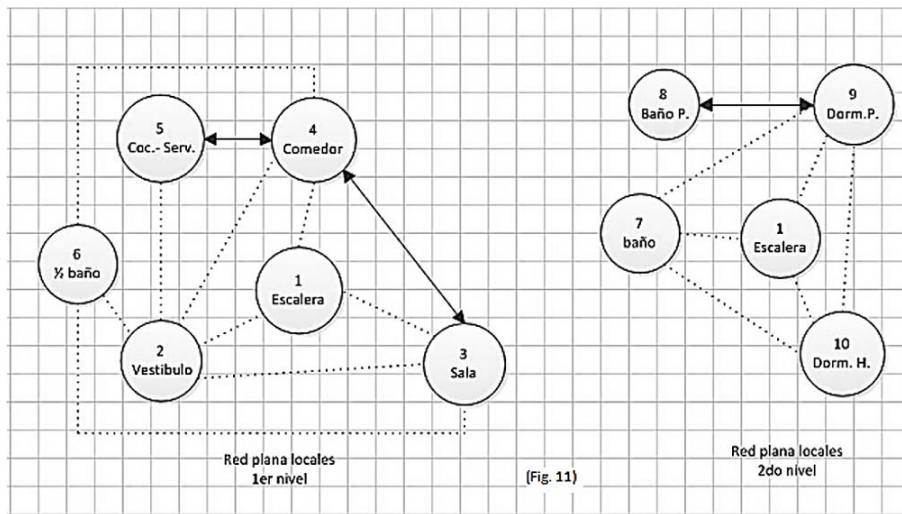 5
Coc.- Serv.
4
Comedor
6
½ baño
1
Escalera
2
Vestibulo
3
Sala
Red plana locales
1er nivel
(Fig. 11)
8
Baño P.
9
Dorm.P.
7
baño
1
Escalera
10
Dorm. H.
Red plana locales
2do nível